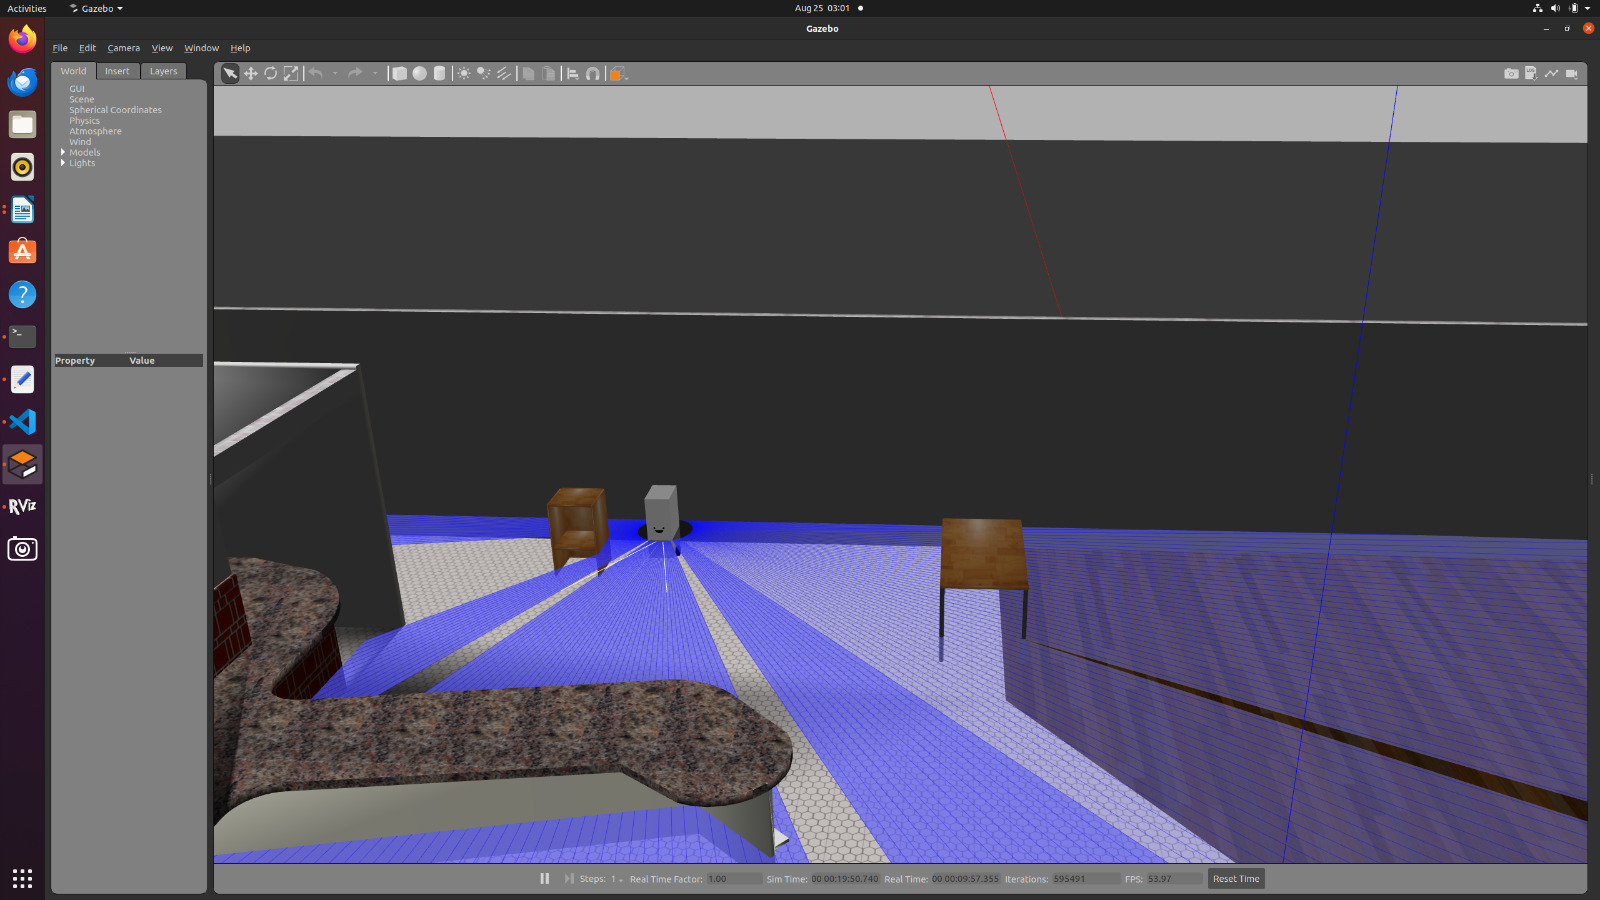 Activities
Gazebo
Aug 25 03:01
Gazebo
File Edit Camera View Window Help
World Insert Layers
GUI
Scene
Spherical Coordinates
Physics
Atmosphere
Wind
Models
Lights
Property Value
RViz
Steps: 1 Real Time Factor: 1.00 Sim Time: 00 00:19:50.740 Real Time: 00 00:09:57.355 Iterations: 595491 FPS: 53.97 Reset Time